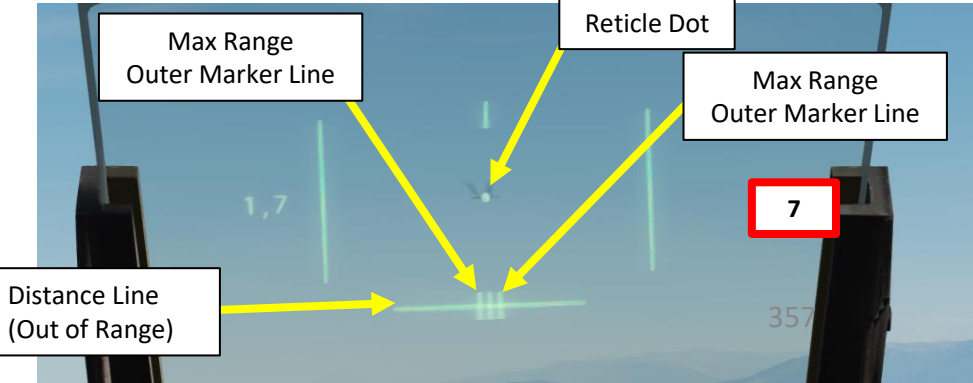 Reticle Dot
Max Range
Outer Marker Line
Max Range
Outer Marker Line
1,7
7
Distance Line
(Out of Range)
357